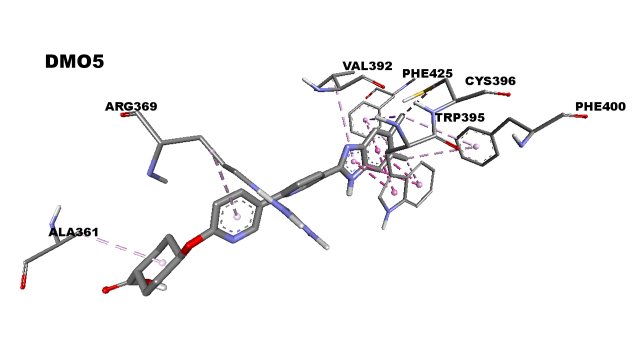 DMO5
VAL392
PHE425
CYS396
ARG369
TRP395
PHE400
ALA361